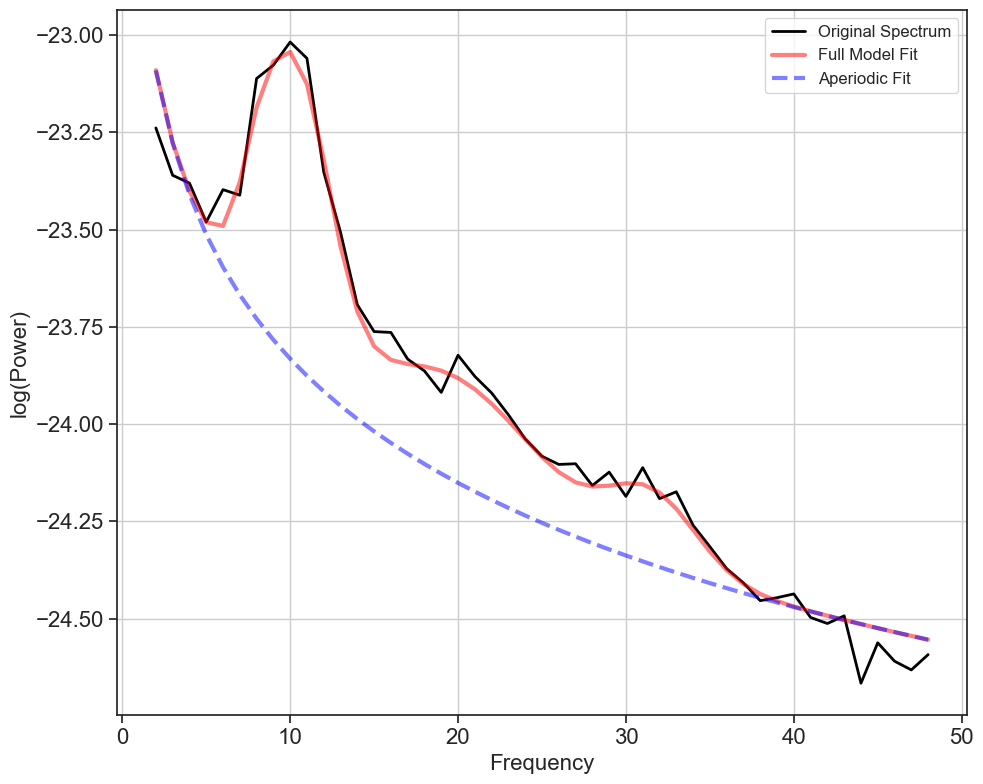 Original Spectrum
Full Model Fit
Aperiodic Fit
−23.00
−23.25
−23.50
−23.75
−24.00
−24.25
−24.50
log(Power)
0 10 20 30 40 50
Frequency